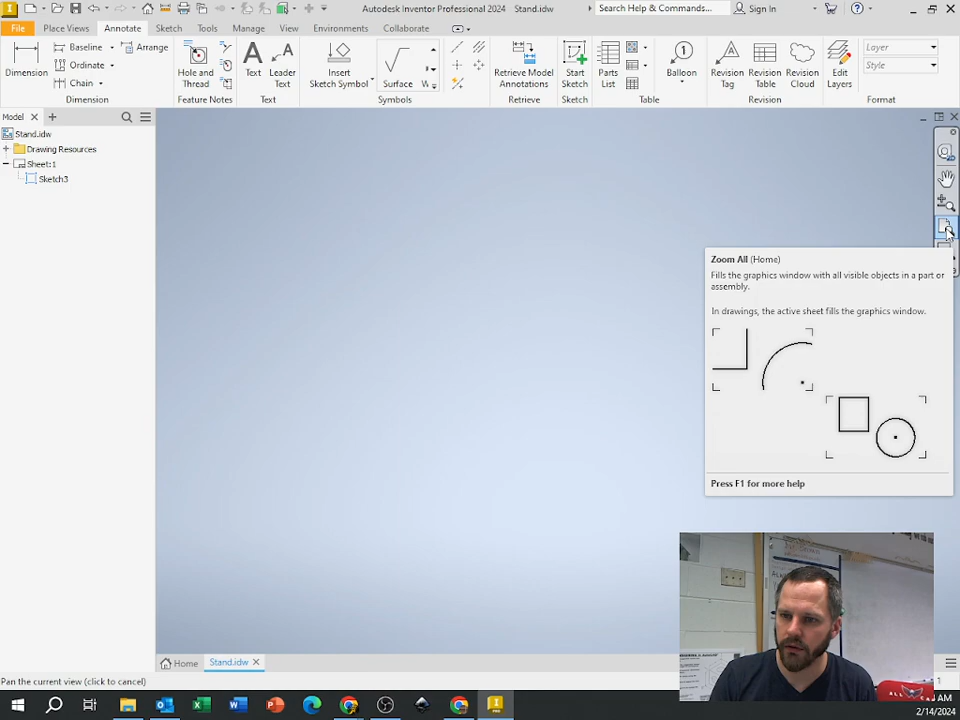 Autodesk Inventor Professional 2024 Stand.idw
Search Help & Commands...
Sign In
File
Place Views
Annotate
Sketch
Tools
Manage
View
Environments
Collaborate
Dimension
Baseline
Arrange
Ordinate
Chain
Dimension
Hole and
Thread
Feature Notes
Text
Leader
Text
Text
Insert
Sketch Symbol
Surface
Symbols
Retrieve Model
Annotations
Retrieve
Start
Sketch
Sketch
Parts
List
Balloon
Table
Revision
Tag
Revision
Table
Revision
Cloud
Revision
Edit
Layers
Layer
Style
Format
Model
Stand.idw
Drawing Resources
Sheet:1
Sketch3
Zoom All (Home)
Fills the graphics window with all visible objects in a part or
assembly.
In drawings, the active sheet fills the graphics window.
Press F1 for more help
Home
Stand.idw
Pan the current view (click to cancel)
1
AM
2/14/2024